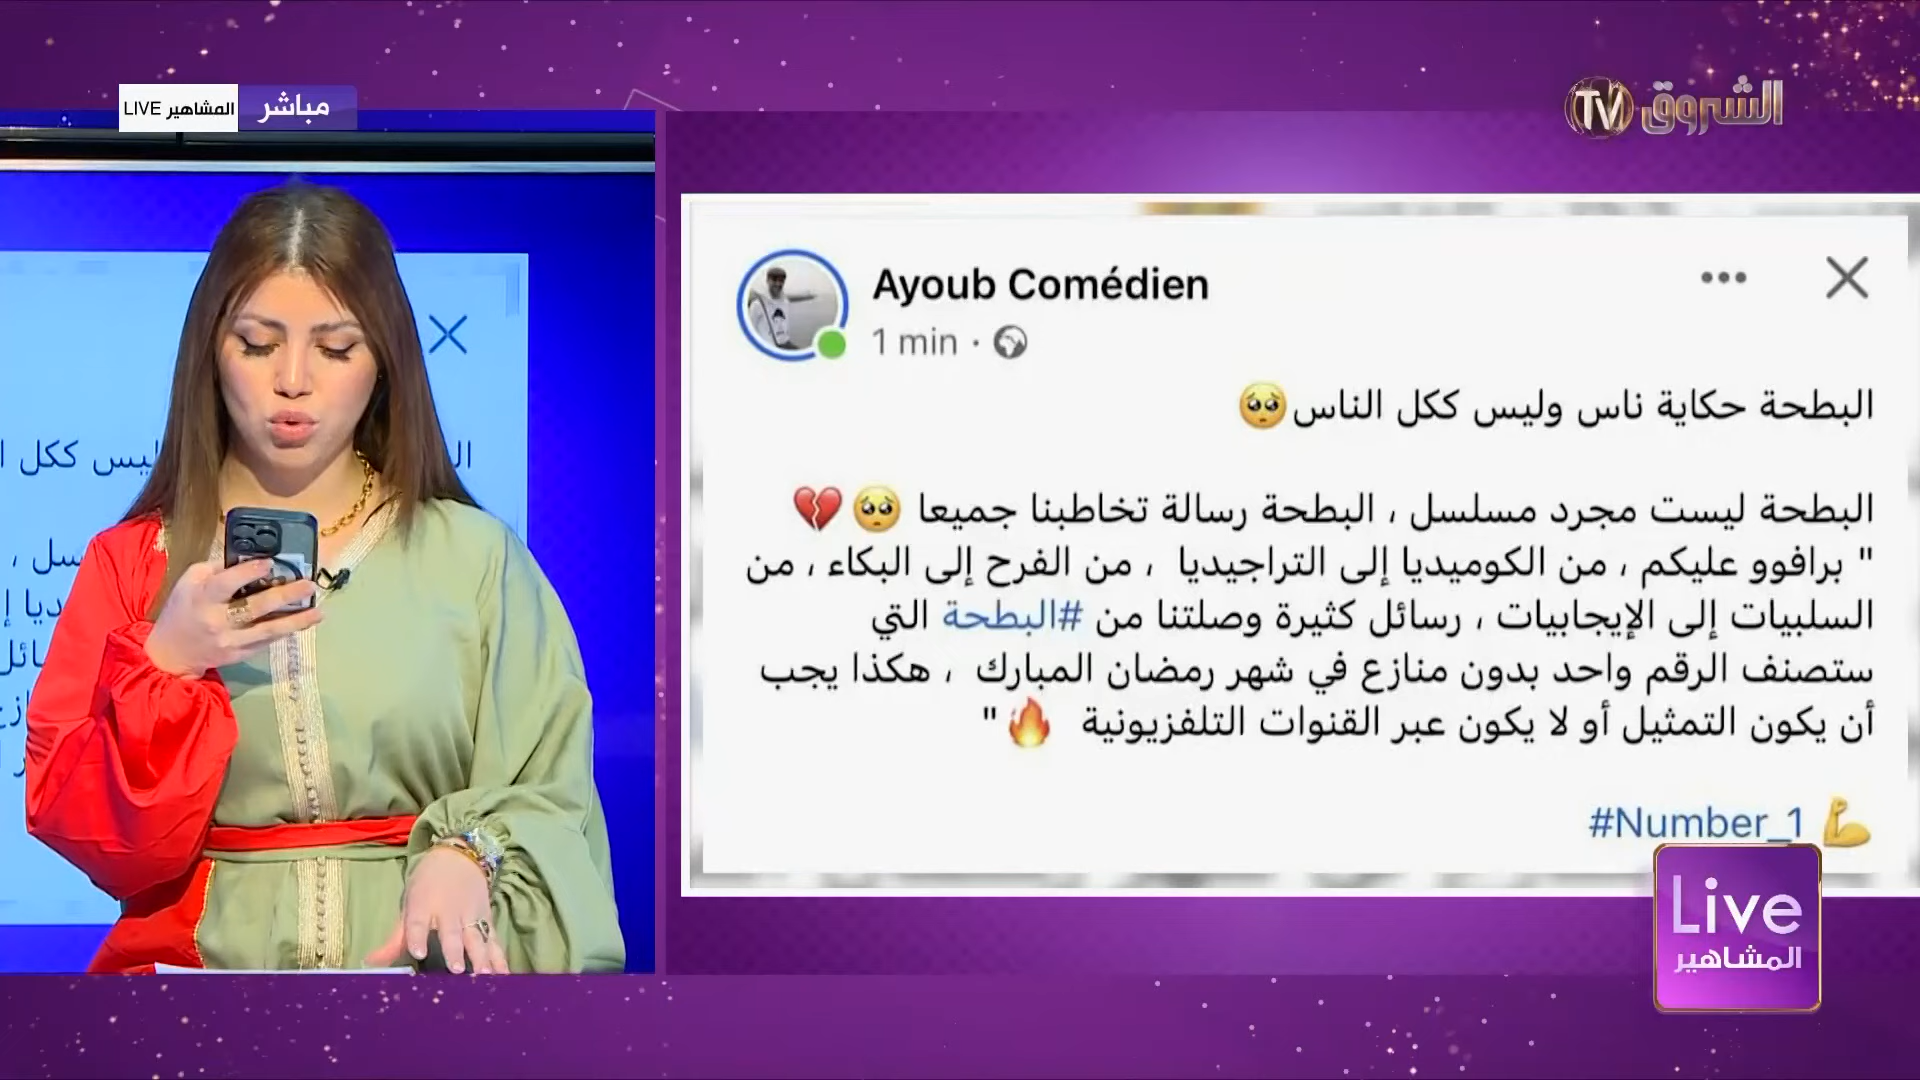 المشاهير LIVE
مباشر
الشروق TV
Ayoub Comédien
1 min ·
البطحة حكاية ناس وليس ككل الناس🥺
البطحة ليست مجرد مسلسل ، البطحة رسالة تخاطبنا جميعا 🥺💔
" برافوو عليكم ، من الكوميديا إلى التراجيديا ، من الفرح إلى البكاء ، من
السلبيات إلى الإيجابيات ، رسائل كثيرة وصلتنا من #البطحة التي
ستصنف الرقم واحد بدون منازع في شهر رمضان المبارك ، هكذا يجب
أن يكون التمثيل أو لا يكون عبر القنوات التلفزيونية 🔥 "
#Number_1 💪
Live
المشاهير
ليس ككل